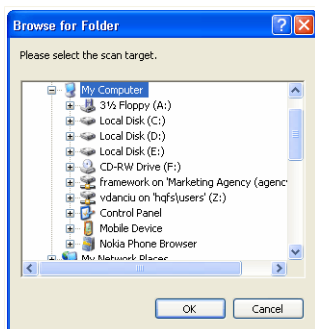 Browse for Folder
Please select the scan target.
My Computer
3½ Floppy (A:)
Local Disk (C:)
Local Disk (D:)
Local Disk (E:)
CD-RW Drive (F:)
framework on 'Marketing Agency (agenc
vdanciu on 'hqfs\users' (Z:)
Control Panel
Mobile Device
Nokia Phone Browser
My Network Places
OK Cancel